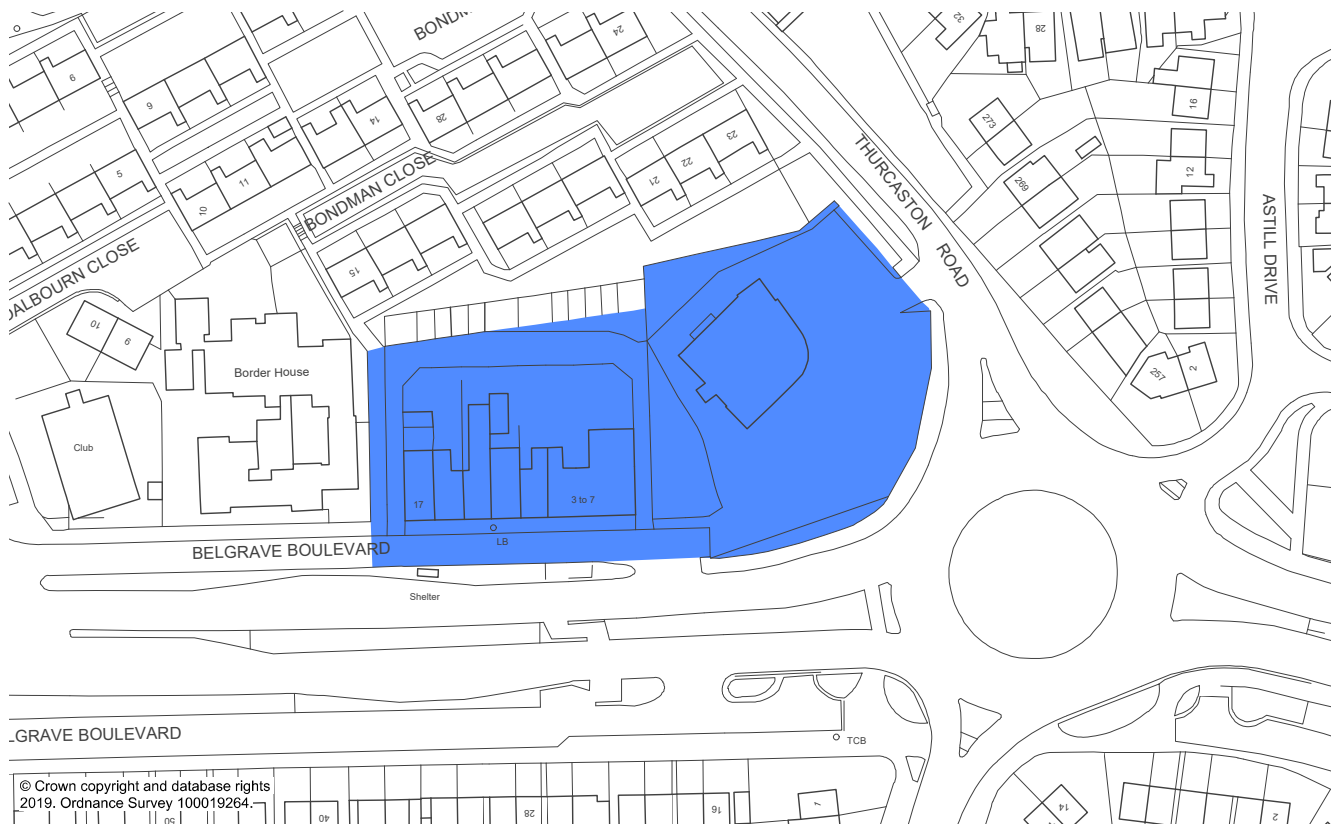 BONDM
24
32
28
9
6
14
28
16
273
5
11
10
BONDMAN CLOSE
21
22
23
THURCASTON ROAD
269
12
ASTILL DRIVE
DALBOURN CLOSE
15
10
9
Border House
257
2
Club
17
3 to 7
LB
BELGRAVE BOULEVARD
Shelter
LGRAVE BOULEVARD
TCB
© Crown copyright and database rights
2019. Ordnance Survey 100019264.
50
40
28
16
1
14
2